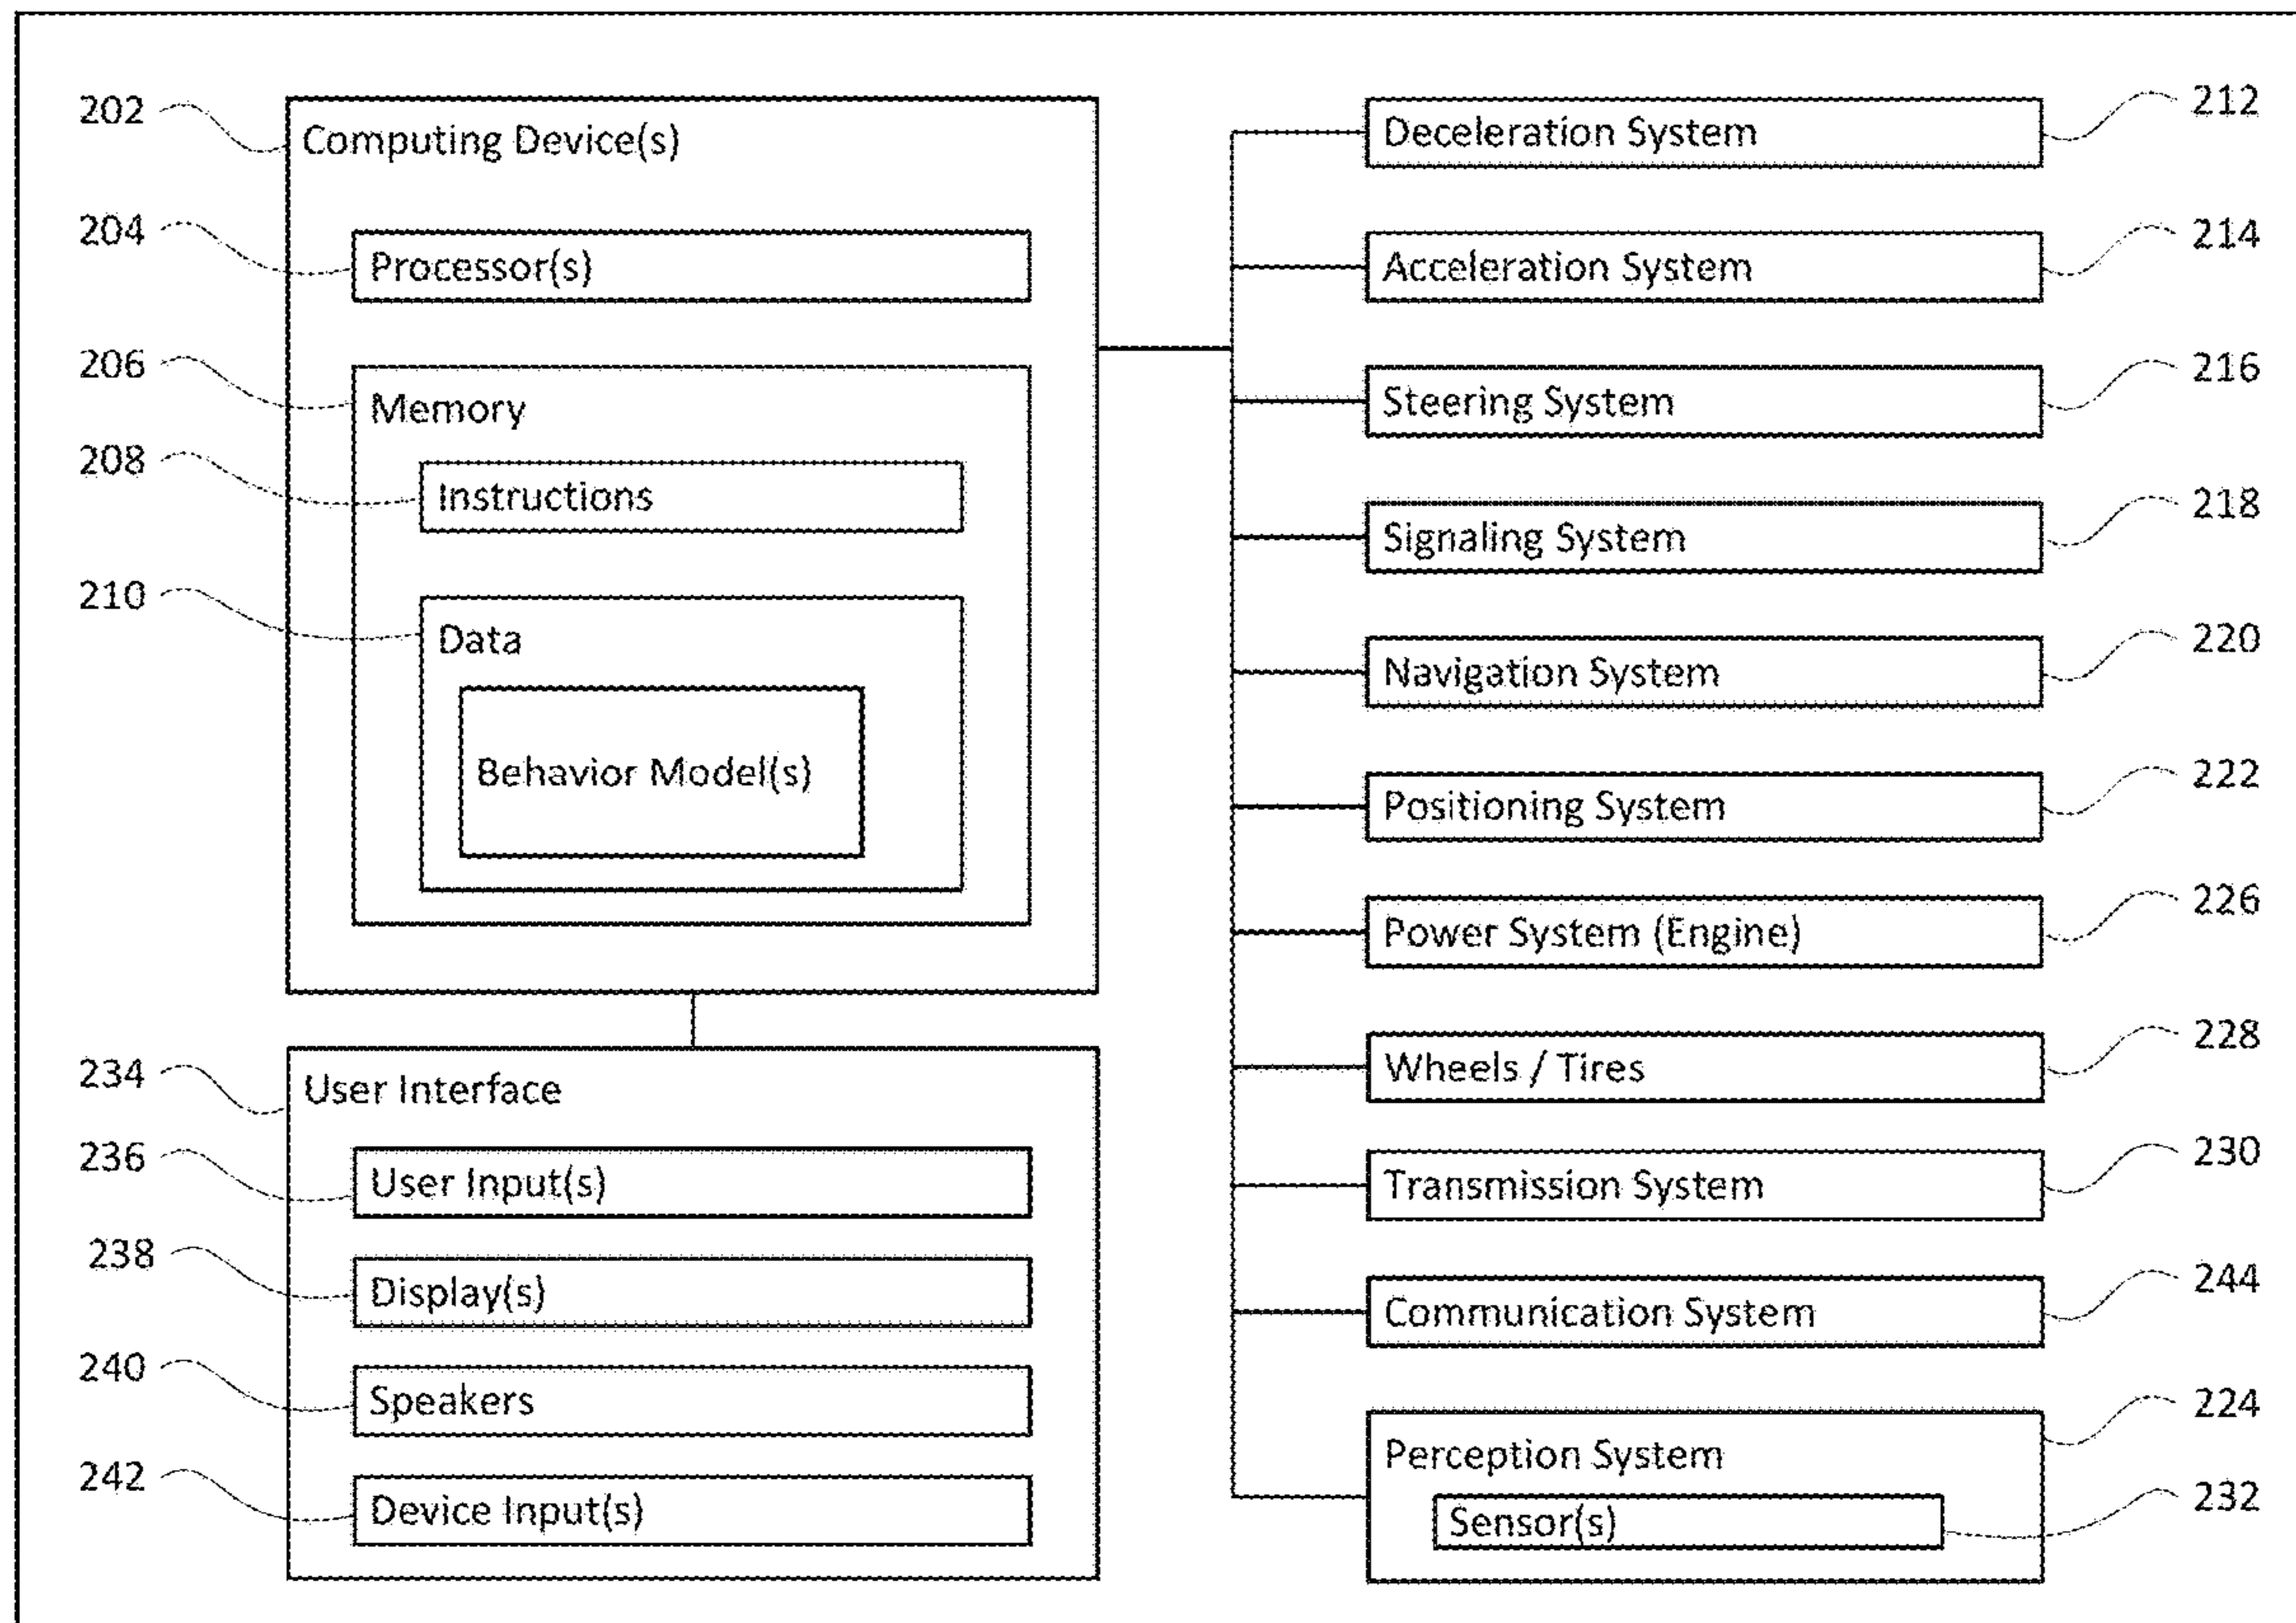 202
Computing Device(s)
204
Processor(s)
206
Memory
208
Instructions
210
Data
Behavior Model(s)
234
User Interface
236
User Input(s)
238
Display(s)
240
Speakers
242
Device Input(s)
Deceleration System
212
Acceleration System
214
Steering System
216
Signaling System
218
Navigation System
220
Positioning System
222
Power System (Engine)
226
Wheels / Tires
228
Transmission System
230
Communication System
244
Perception System
224
Sensor(s)
232